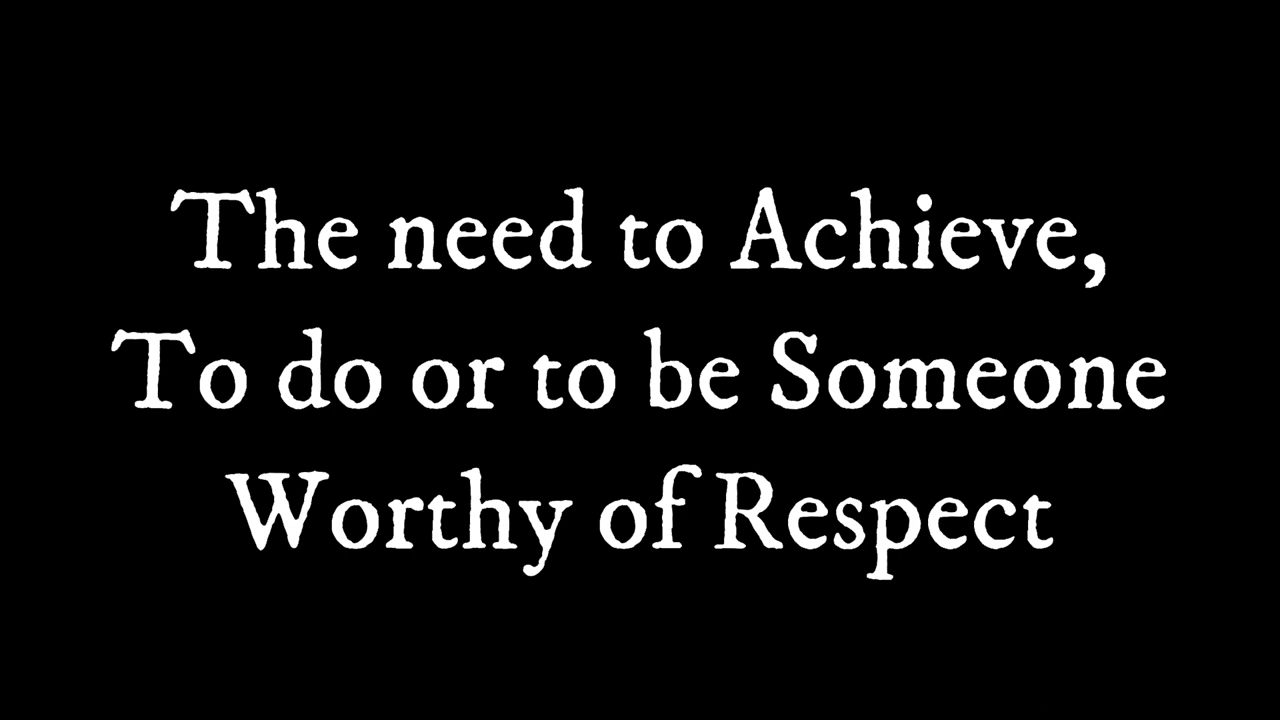 The need to Achieve,
To do or to be Someone
Worthy of Respect